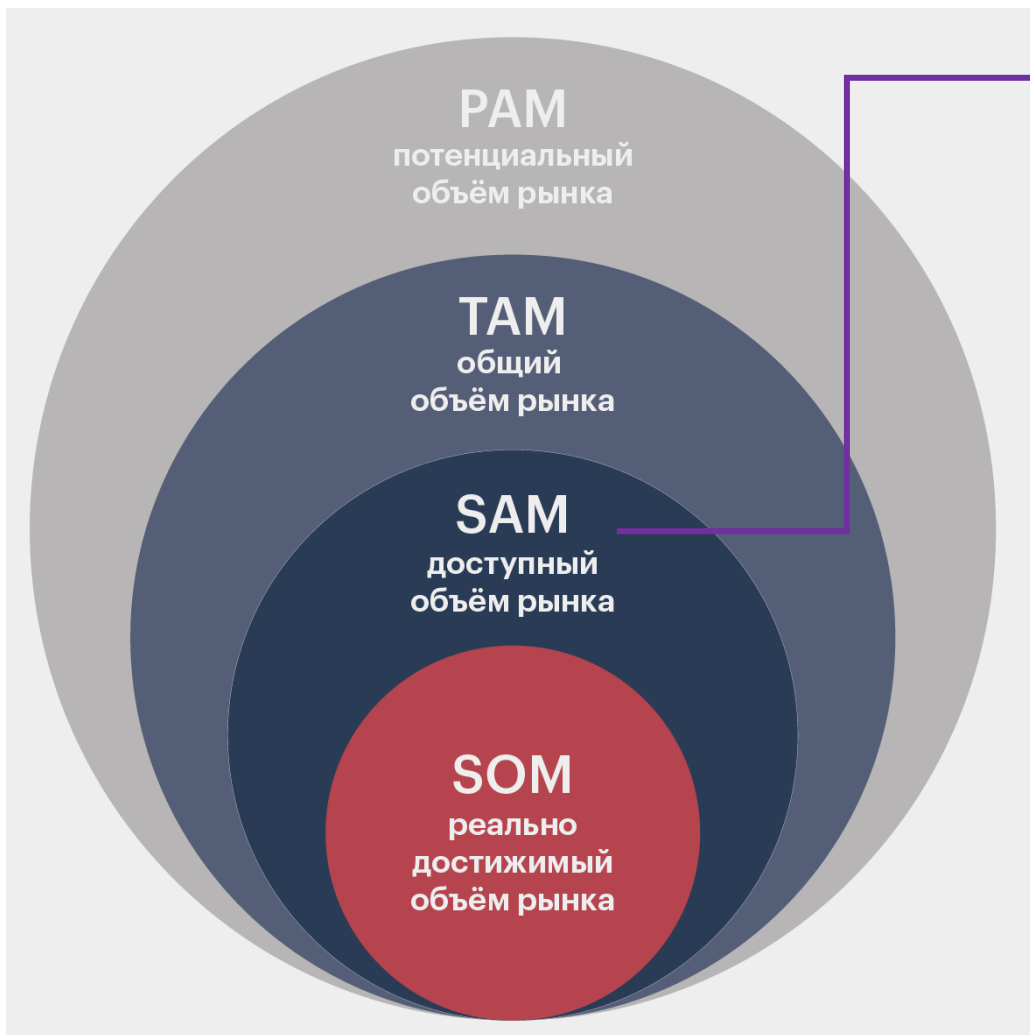 PAM
потенциальный
объём рынка
TAM
общий
объём рынка
SAM
доступный
объём рынка
SOM
реально
достижимый
объём рынка